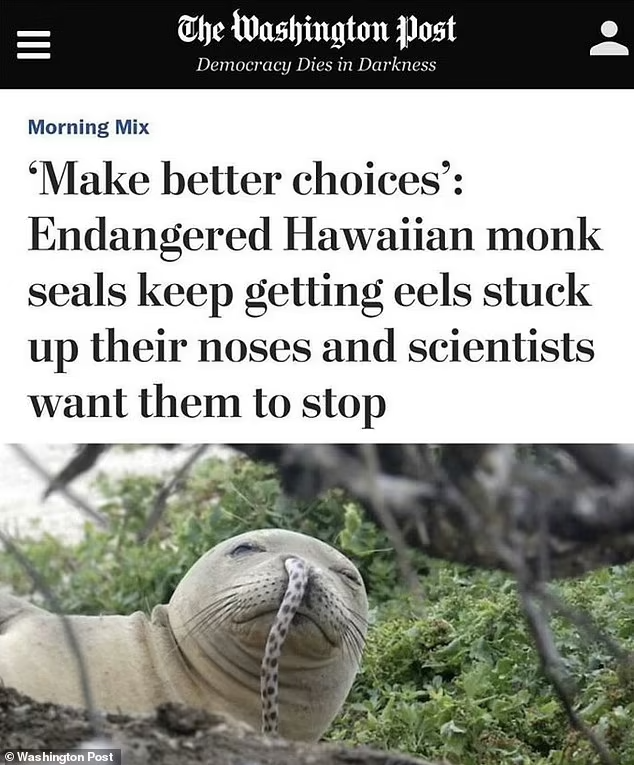 The Washington Post
Democracy Dies in Darkness
Morning Mix
‘Make better choices’:
Endangered Hawaiian monk
seals keep getting eels stuck
up their noses and scientists
want them to stop
© Washington Post